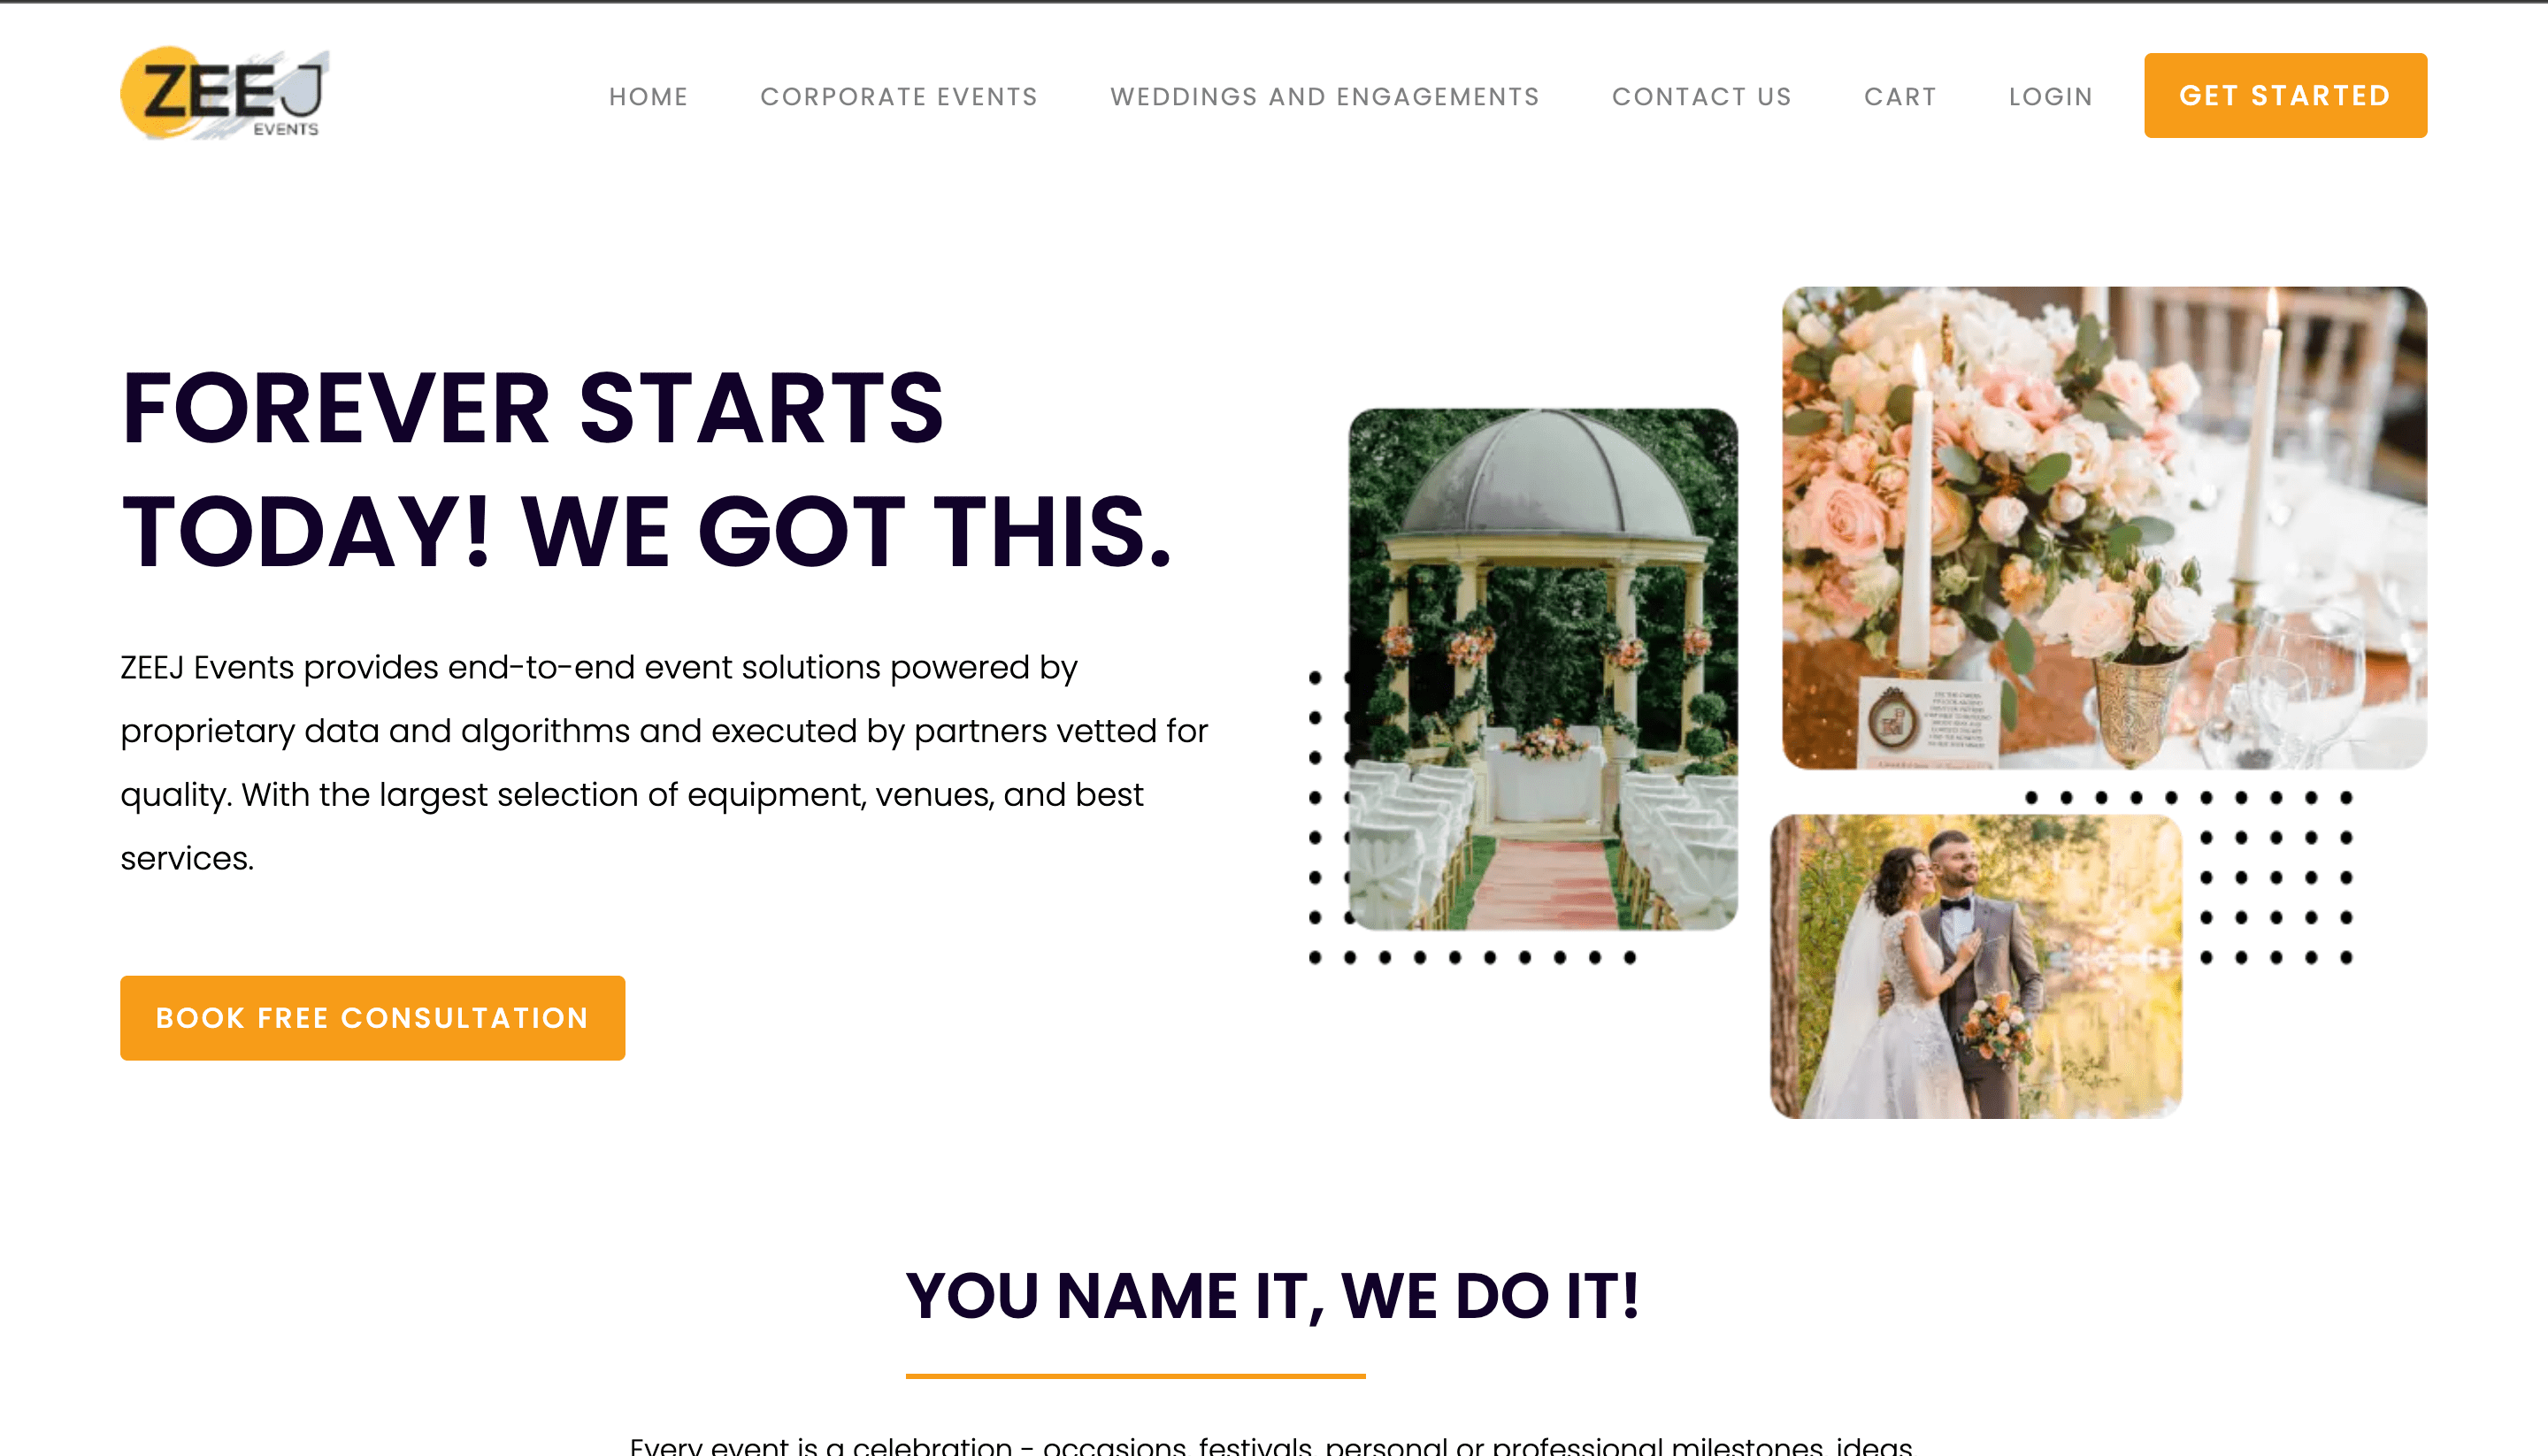 ZEEJ
EVENTS
HOME
CORPORATE EVENTS
WEDDINGS AND ENGAGEMENTS
CONTACT US
CART
LOGIN
GET STARTED
FOREVER STARTS
TODAY! WE GOT THIS.
ZEEJ Events provides end-to-end event solutions powered by
proprietary data and algorithms and executed by partners vetted for
quality. With the largest selection of equipment, venues, and best
services.
BOOK FREE CONSULTATION
YOU NAME IT, WE DO IT!
Every event is a celebration - occasions, festivals, personal or professional milestones, ideas,